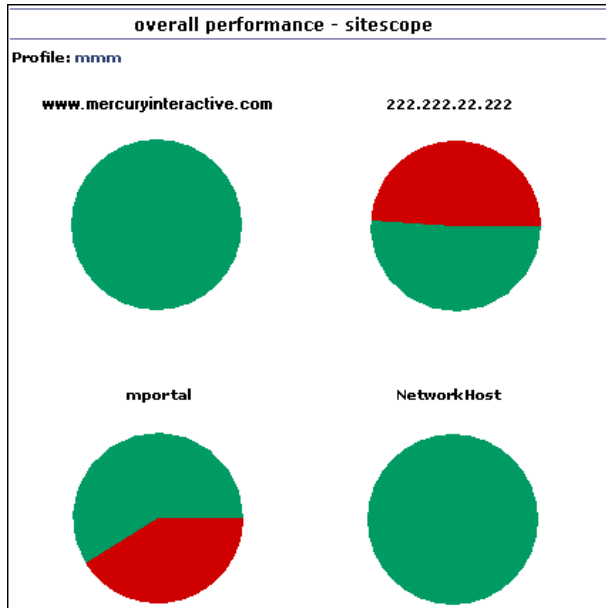 overall performance - sitescope
Profile: mmm
www.mercuryinteractive.com
222.222.22.222
mportal
NetworkHost